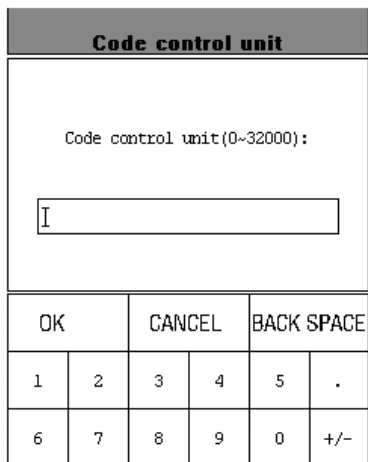 Code control unit
Code control unit(0~32000):
OK CANCEL BACK SPACE
1 2 3 4 5 .
6 7 8 9 0 +/-